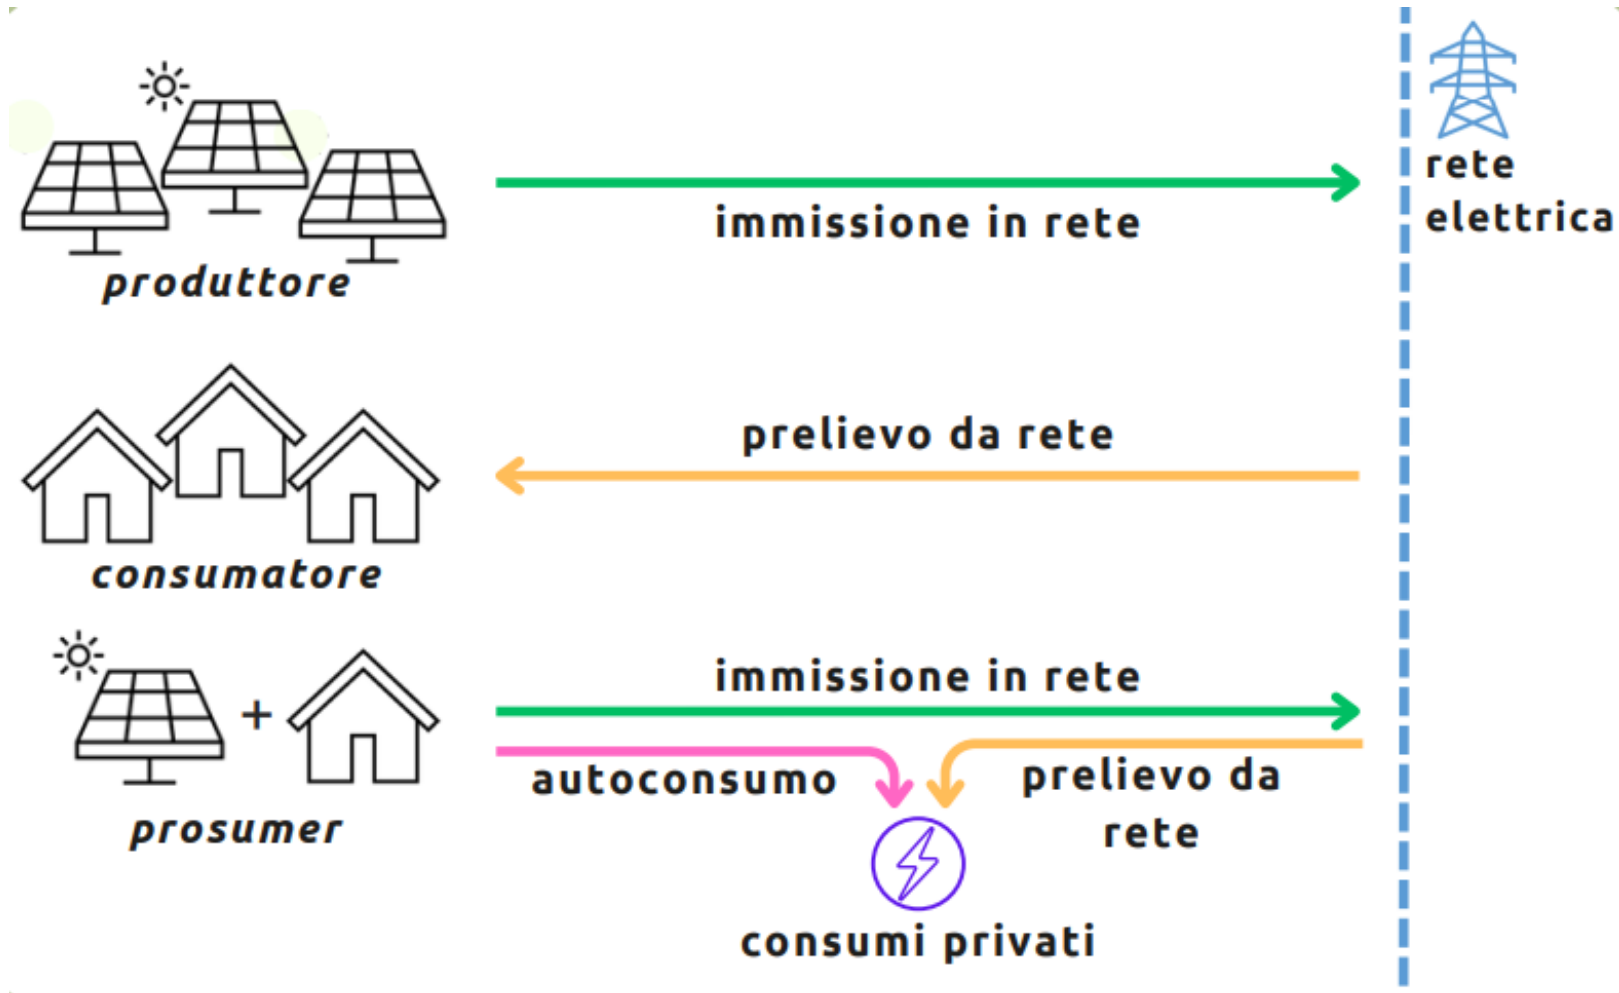 rete
elettrica
immissione in rete
produttore
prelievo da rete
consumatore
immissione in rete
+
autoconsumo
prelievo da
rete
prosumer
consumi privati